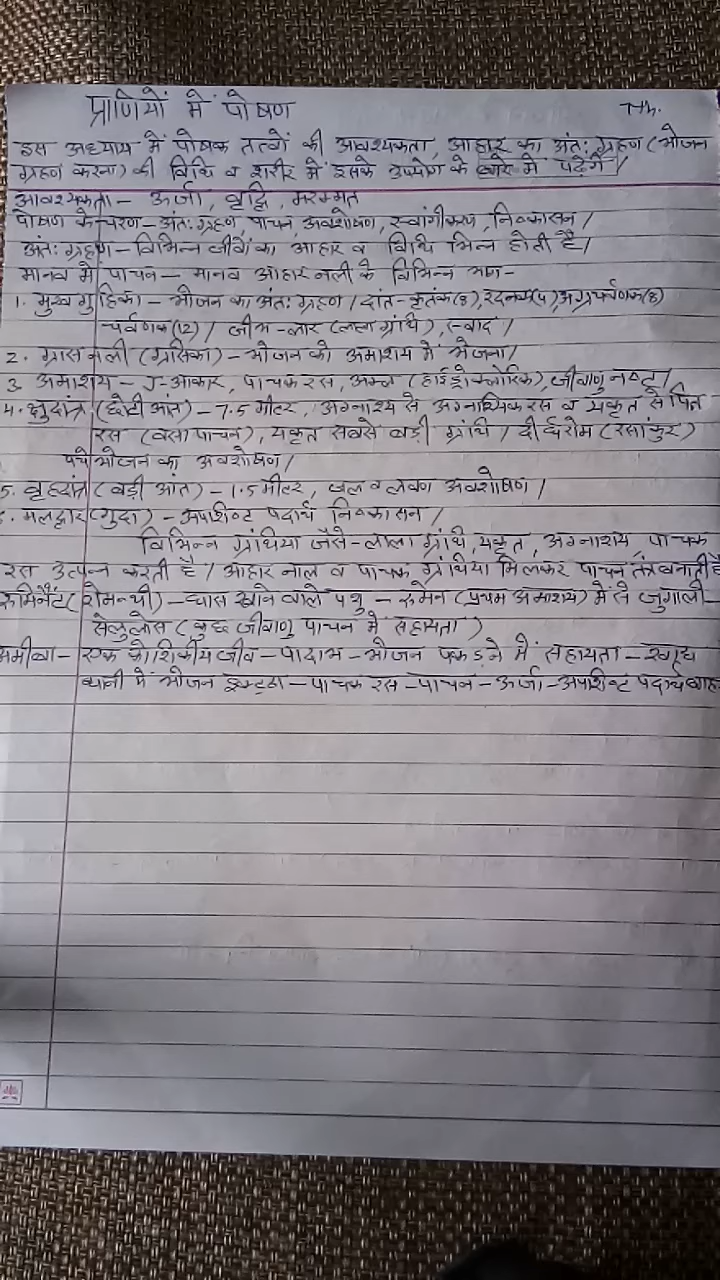 प्राणियों में पोषण
इस अध्याय में पोषक तत्वों की आवश्यकता, आहार का अंतः ग्रहण (भोजन
ग्रहण करना) की विधि व शरीर में इसके उपयोग के बारे में पढ़ेंगे।
आवश्यकता - ऊर्जा, वृद्धि, मरम्मत
पोषण के चरण - अंतः ग्रहण, पाचन, अवशोषण, स्वांगीकरण, निष्कासन।
अंतः ग्रहण - विभिन्न जीवों का आहार व विधि भिन्न होती है।
मानव में पाचन - मानव आहार नली के विभिन्न भाग -
1. मुख गुहिका - भोजन का अंतः ग्रहण। दांत - कृतंक(8), रदनक(4), अग्रचर्वणक(8)
चर्वणक(12)। जीभ - लार (लाला ग्रंथि), स्वाद।
2. ग्रास नली (ग्रसिका) - भोजन को अमाशय में भेजना।
3. अमाशय - J-आकार, पाचक रस, अम्ल (हाईड्रोक्लोरिक), जीवाणु नष्ट।
4. क्षुद्रांत्र (छोटी आंत) - 7.5 मीटर, अग्नाश्य से अग्नाश्यिक रस व यकृत से पित्त
रस (वसा पाचन), यकृत सबसे बड़ी ग्रंथि। दीर्घरोम (रसांकुर)
पचे भोजन का अवशोषण।
5. वृहदांत्र (बड़ी आंत) - 1.5 मीटर, जल व लवण अवशोषण।
मलद्वार (गुदा) - अपशिष्ट पदार्थ निष्कासन।
विभिन्न ग्रंथिया जैसे - लाला ग्रंथि, यकृत, अग्नाशय, पाचक
रस उत्पन्न करती है। आहार नाल व पाचक ग्रंथिया मिलकर पाचन तंत्र बनाती है
रुमिनैंट (रोमन्थी) - घास खाने वाले पशु - रुमेन (प्रथम अमाशय) में से जुगाली -
सेलुलोस (कुछ जीवाणु पाचन में सहायता)
अमीबा - एक कोशिकीय जीव - पादाभ - भोजन पकड़ने में सहायता - खाद्य
धानी में भोजन इकट्ठा - पाचक रस - पाचन - ऊर्जा - अपशिष्ट पदार्थ बाहर